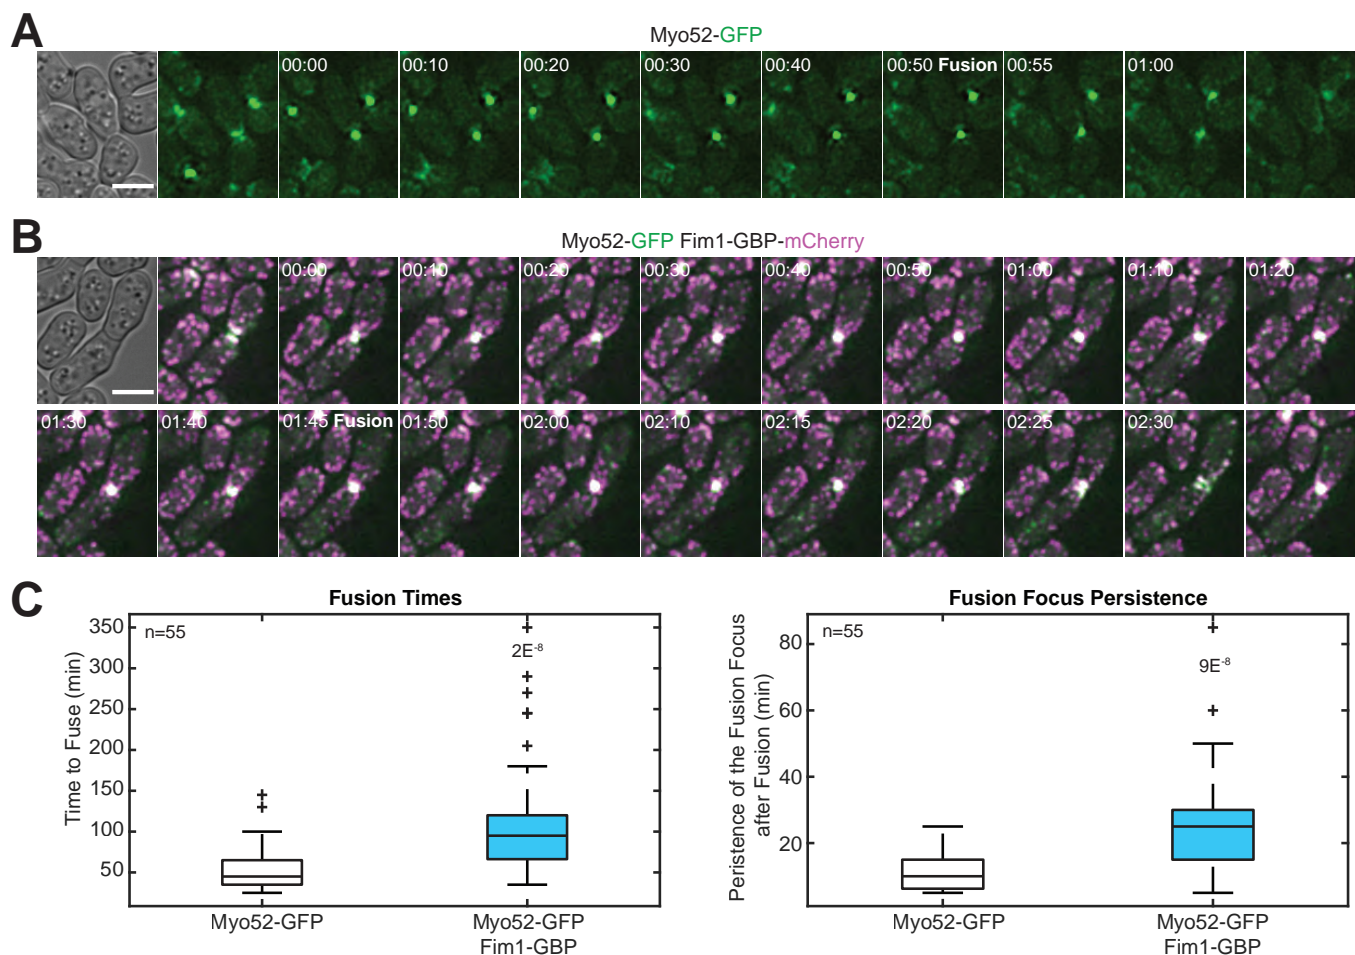 A
Myo52-GFP
00:00 00:10 00:20 00:30 00:40 00:50 Fusion 00:55 01:00
B
Myo52-GFP Fim1-GBP-mCherry
00:00 00:10 00:20 00:30 00:40 00:50 01:00 01:10 01:20
01:30 01:40 01:45 Fusion 01:50 02:00 02:10 02:15 02:20 02:25 02:30
C
Fusion Times
Time to Fuse (min)
350
300
250
200
150
100
50
n=55
2E-8
Myo52-GFP
Myo52-GFP
Fim1-GBP
Fusion Focus Persistence
Peristence of the Fusion Focus
after Fusion (min)
80
60
40
20
n=55
9E-8
Myo52-GFP
Myo52-GFP
Fim1-GBP